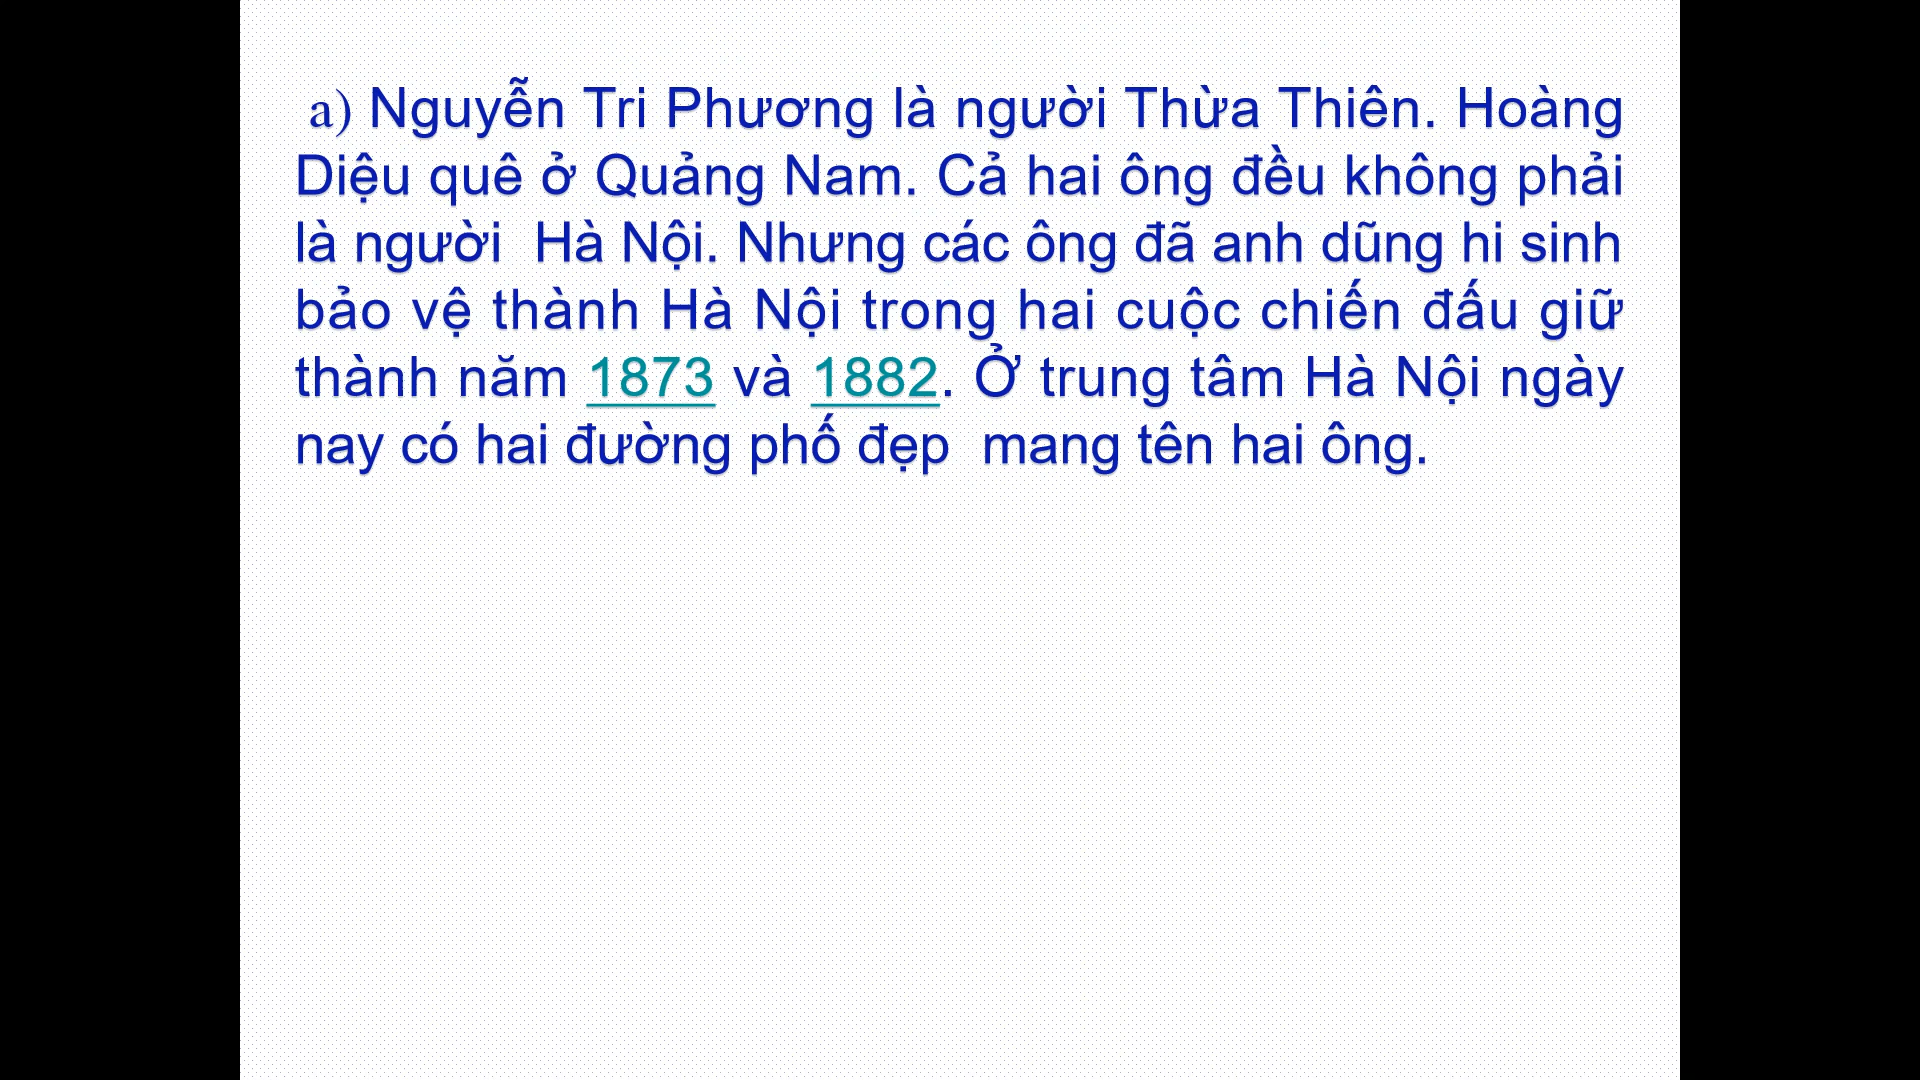 a) Nguyễn Tri Phương là người Thừa Thiên. Hoàng
Diệu quê ở Quảng Nam. Cả hai ông đều không phải
là người  Hà Nội. Nhưng các ông đã anh dũng hi sinh
bảo vệ thành Hà Nội trong hai cuộc chiến đấu giữ
thành năm 1873 và 1882. Ở trung tâm Hà Nội ngày
nay có hai đường phố đẹp  mang tên hai ông.